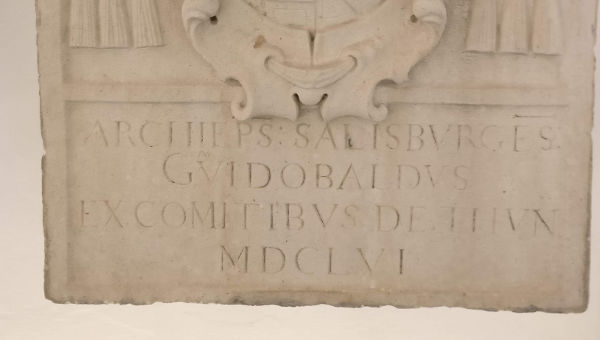 ARCHIEPS: SALISBVRGES:
GVIDOBALDVS
EX COMITIBVS DE THVN
MDCLVI